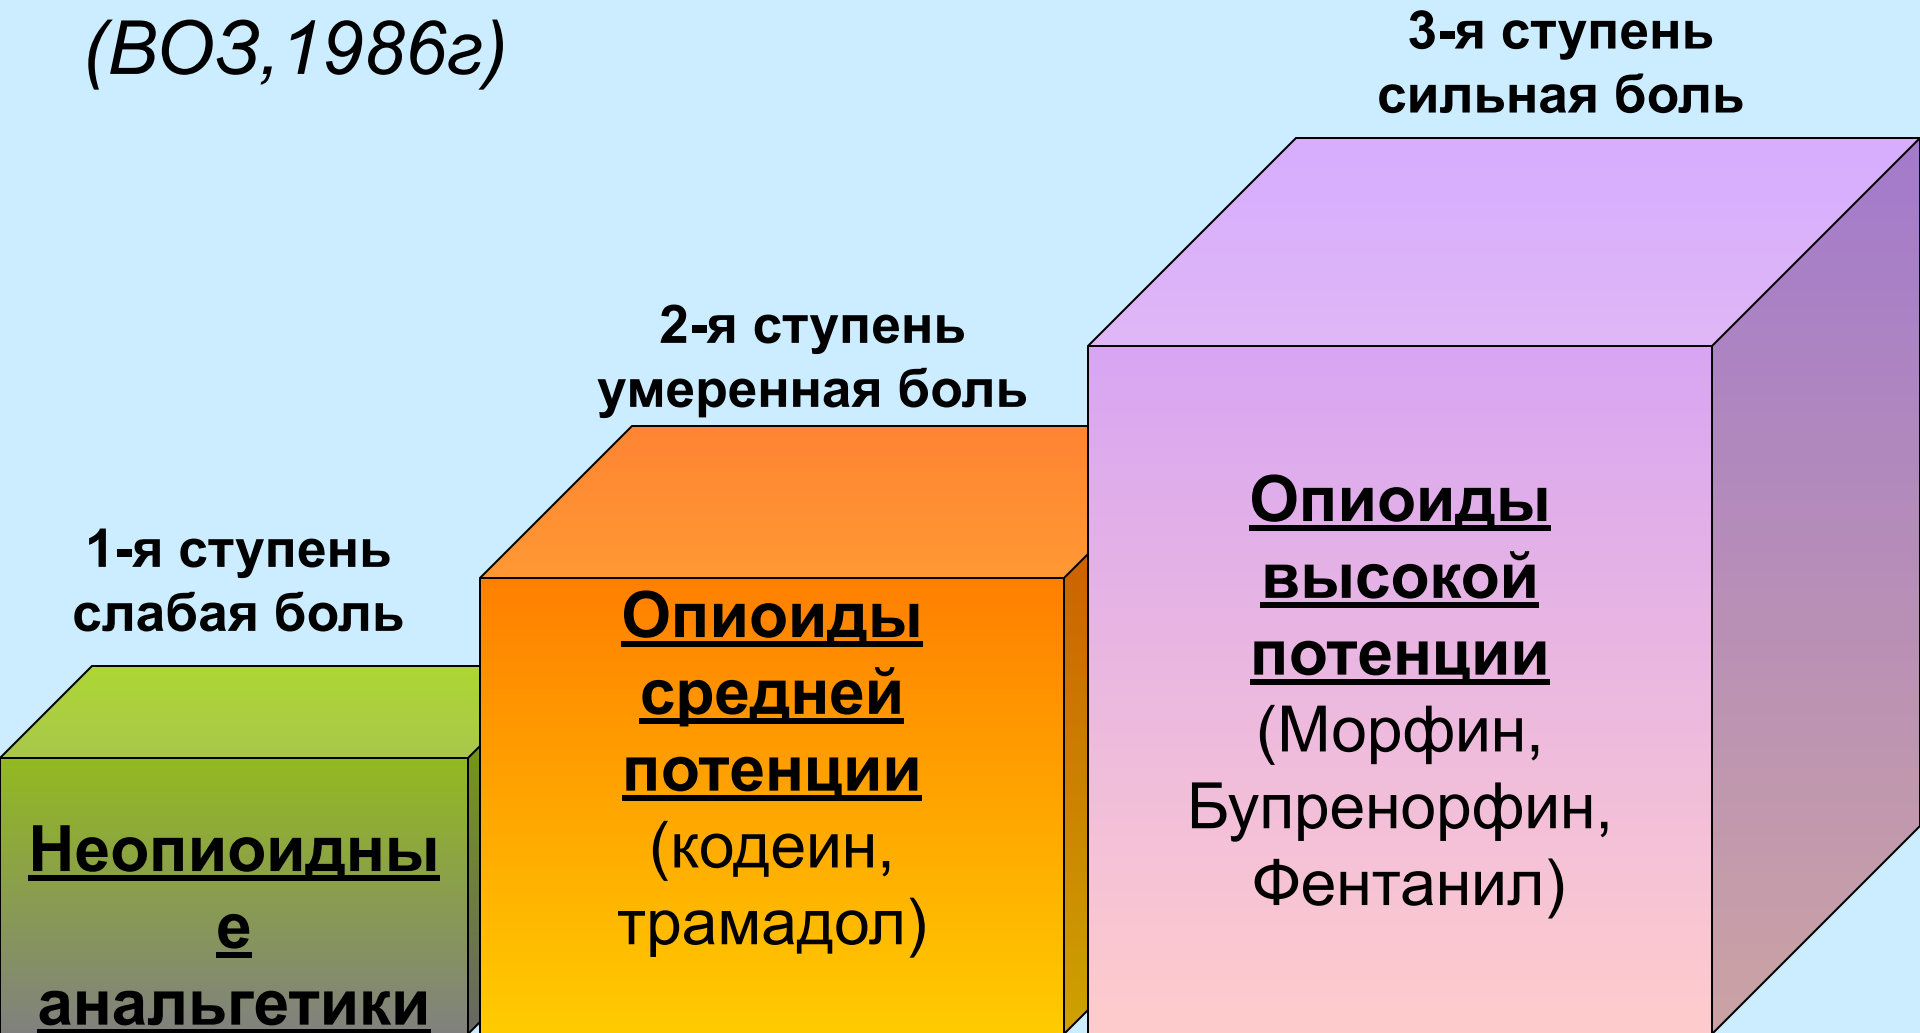 (ВОЗ,1986г)
3-я ступень
сильная боль
2-я ступень
умеренная боль
1-я ступень
слабая боль
Неопиоидны
е
анальгетики
Опиоиды
средней
потенции
(кодеин,
трамадол)
Опиоиды
высокой
потенции
(Морфин,
Бупренорфин,
Фентанил)